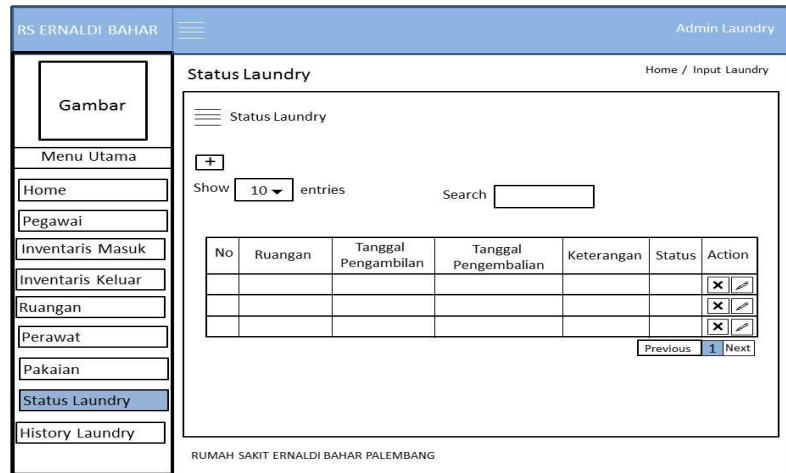 RS ERNALDI BAHAR
Admin Laundry
Gambar
Menu Utama
Home
Pegawai
Inventaris Masuk
Inventaris Keluar
Ruangan
Perawat
Pakaian
Status Laundry
History Laundry
Status Laundry
Home / Input Laundry
Status Laundry
+
Show 10 entries
Search
No Ruangan Tanggal Pengambilan Tanggal Pengembalian Keterangan Status Action
Previous 1 Next
RUMAH SAKIT ERNALDI BAHAR PALEMBANG